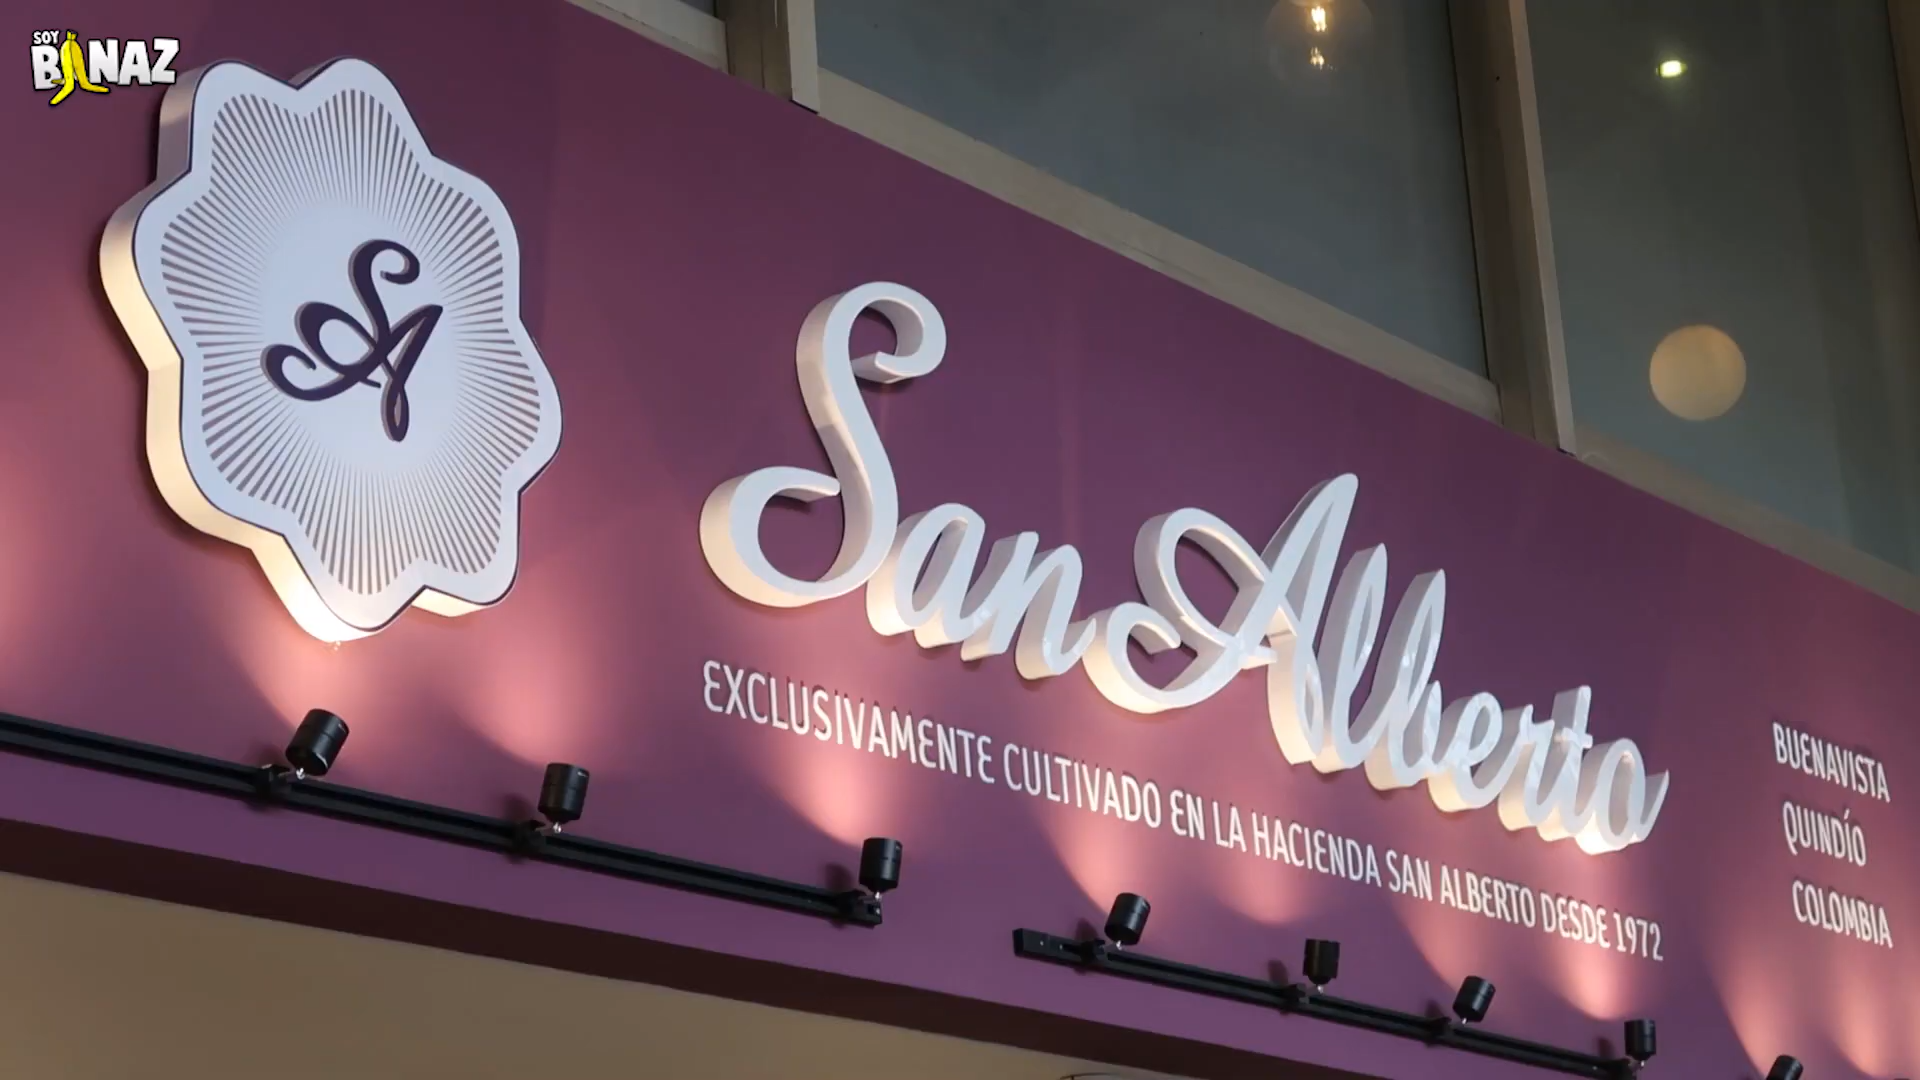 SOY
BANAZ
SA
San Alberto
EXCLUSIVAMENTE CULTIVADO EN LA HACIENDA SAN ALBERTO DESDE 1972
BUENAVISTA
QUINDÍO
COLOMBIA